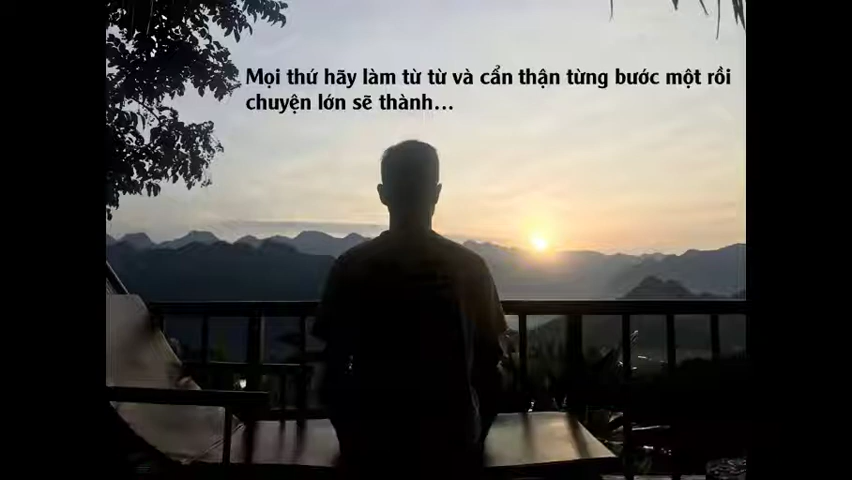 Mọi thứ hãy làm từ từ và cẩn thận từng bước một rồi
chuyện lớn sẽ thành...